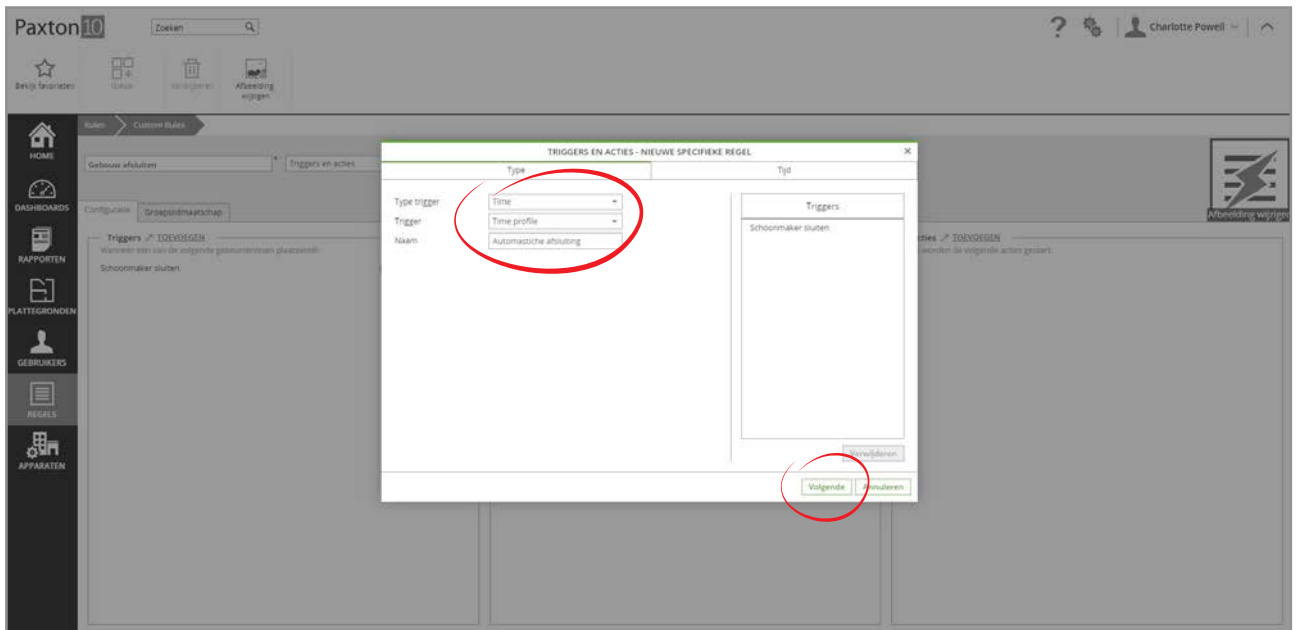 Paxton10
Zoeken
Charlotte Powell
Bekijk favorieten
Verwijderen
Afbeelding wijzigen
Rules
Custom Rules
HOME
DASHBOARDS
RAPPORTEN
PLATTEGRONDEN
GEBRUIKERS
REGELS
APPARATEN
Gebouw afsluiten *
Triggers en acties
Afbeelding wijzigen
Configuratie
Groepslidmaatschap
Triggers TOEVOEGEN
Wanneer een van de volgende gebeurtenissen plaatsvindt:
Schoonmaker sluiten
cties TOEVOEGEN
worden de volgende acties gestart.
TRIGGERS EN ACTIES - NIEUWE SPECIFIEKE REGEL
Type
Tijd
Type trigger Time
Trigger Time profile
Naam Automastiche afsluiting
Triggers
Schoonmaker sluiten
Verwijderen
Volgende
Annuleren